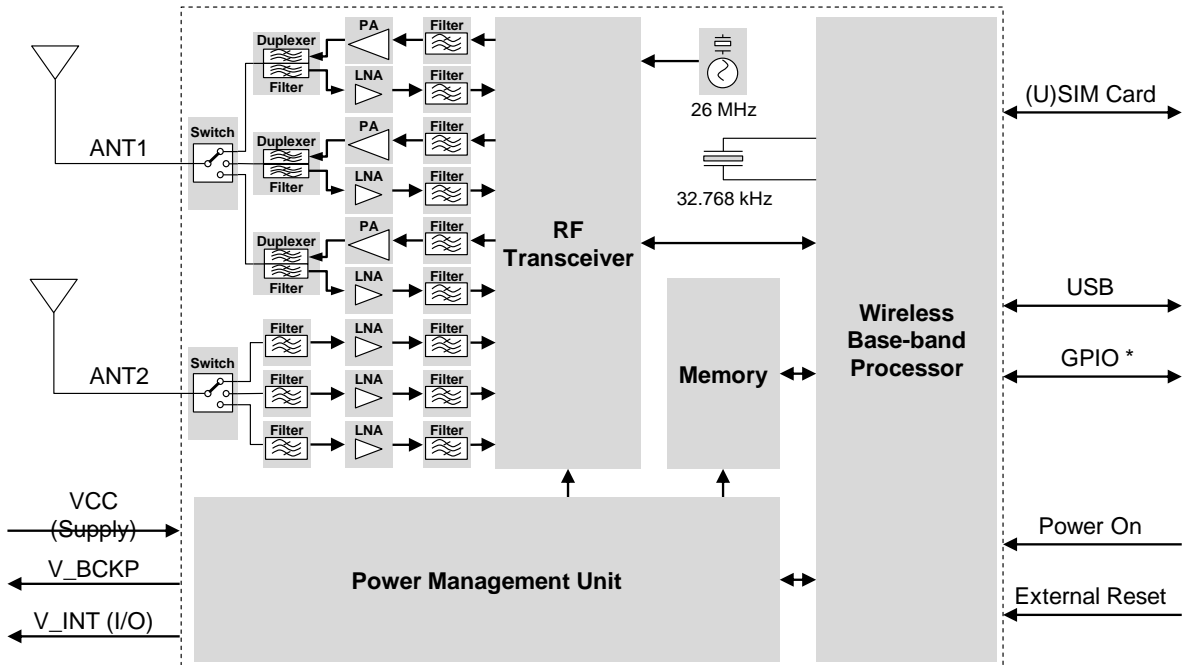 PA
Filter
Duplexer
LNA
Filter
Filter
26 MHz
(U)SIM Card
ANT1
Switch
PA
Filter
Duplexer
LNA
Filter
Filter
32.768 kHz
PA
Filter
Duplexer
LNA
Filter
Filter
RF
Transceiver
Wireless
Base-band
Processor
USB
GPIO *
ANT2
Switch
Filter
LNA
Filter
Filter
LNA
Filter
Filter
LNA
Filter
Memory
VCC
(Supply)
V_BCKP
V_INT (I/O)
Power Management Unit
Power On
External Reset